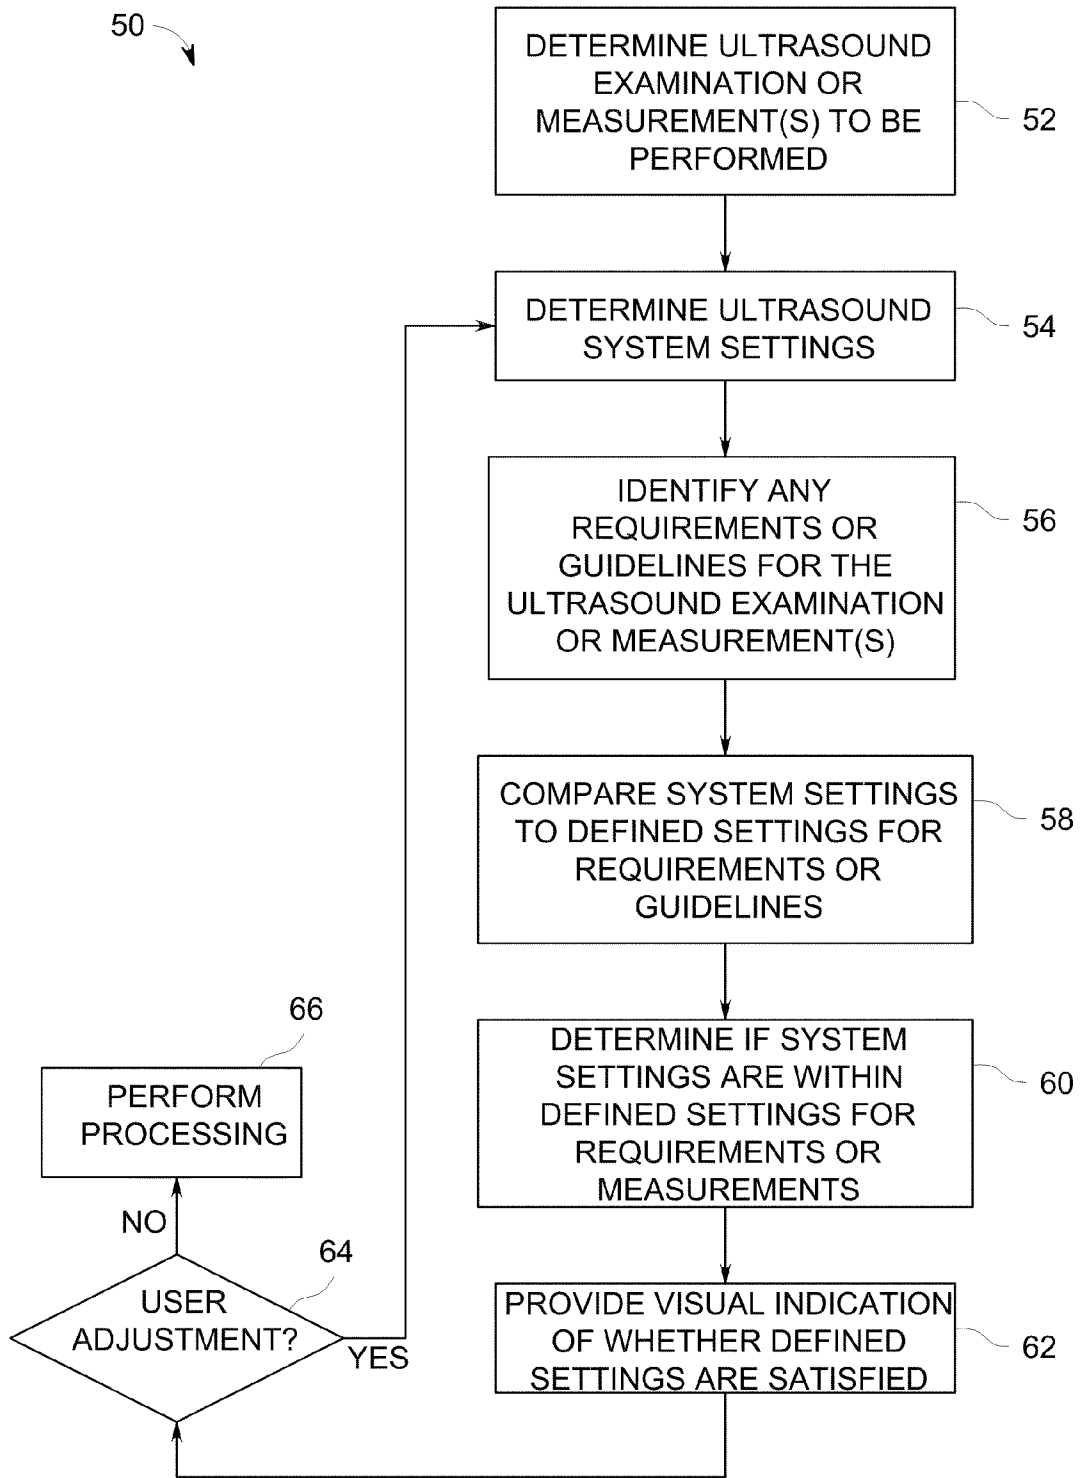 50
DETERMINE ULTRASOUND
EXAMINATION OR
MEASUREMENT(S) TO BE
PERFORMED
52
DETERMINE ULTRASOUND
SYSTEM SETTINGS
54
IDENTIFY ANY
REQUIREMENTS OR
GUIDELINES FOR THE
ULTRASOUND EXAMINATION
OR MEASUREMENT(S)
56
COMPARE SYSTEM SETTINGS
TO DEFINED SETTINGS FOR
REQUIREMENTS OR
GUIDELINES
58
DETERMINE IF SYSTEM
SETTINGS ARE WITHIN
DEFINED SETTINGS FOR
REQUIREMENTS OR
MEASUREMENTS
60
PROVIDE VISUAL INDICATION
OF WHETHER DEFINED
SETTINGS ARE SATISFIED
62
USER
ADJUSTMENT?
64
YES
NO
PERFORM
PROCESSING
66